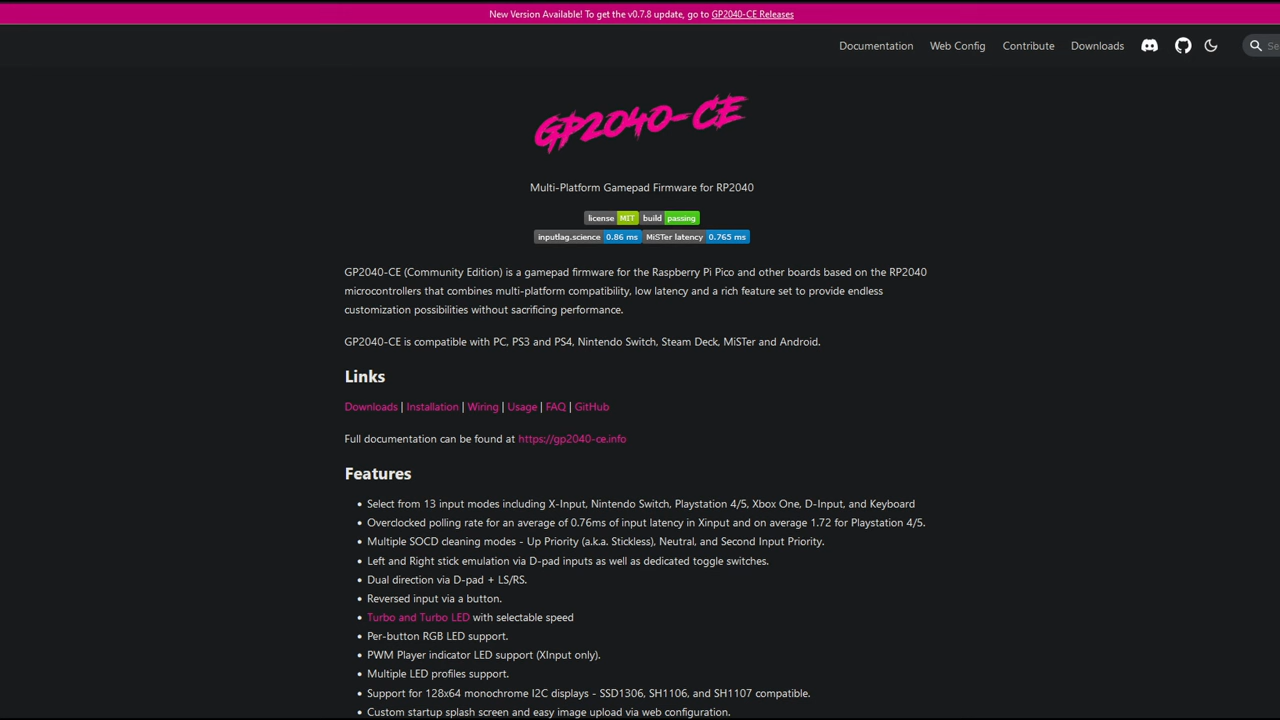 New Version Available! To get the v0.7.8 update, go to GP2040-CE Releases
Documentation Web Config Contribute Downloads
GP2040-CE
Multi-Platform Gamepad Firmware for RP2040
license MIT build passing
inputlag.science 0.86 ms MiSTer latency 0.765 ms
GP2040-CE (Community Edition) is a gamepad firmware for the Raspberry Pi Pico and other boards based on the RP2040
microcontrollers that combines multi-platform compatibility, low latency and a rich feature set to provide endless
customization possibilities without sacrificing performance.
GP2040-CE is compatible with PC, PS3 and PS4, Nintendo Switch, Steam Deck, MiSTer and Android.
Links
Downloads | Installation | Wiring | Usage | FAQ | GitHub
Full documentation can be found at https://gp2040-ce.info
Features
• Select from 13 input modes including X-Input, Nintendo Switch, Playstation 4/5, Xbox One, D-Input, and Keyboard
• Overclocked polling rate for an average of 0.76ms of input latency in Xinput and on average 1.72 for Playstation 4/5.
• Multiple SOCD cleaning modes - Up Priority (a.k.a. Stickless), Neutral, and Second Input Priority.
• Left and Right stick emulation via D-pad inputs as well as dedicated toggle switches.
• Dual direction via D-pad + LS/RS.
• Reversed input via a button.
• Turbo and Turbo LED with selectable speed
• Per-button RGB LED support.
• PWM Player indicator LED support (XInput only).
• Multiple LED profiles support.
• Support for 128x64 monochrome I2C displays - SSD1306, SH1106, and SH1107 compatible.
• Custom startup splash screen and easy image upload via web configuration.